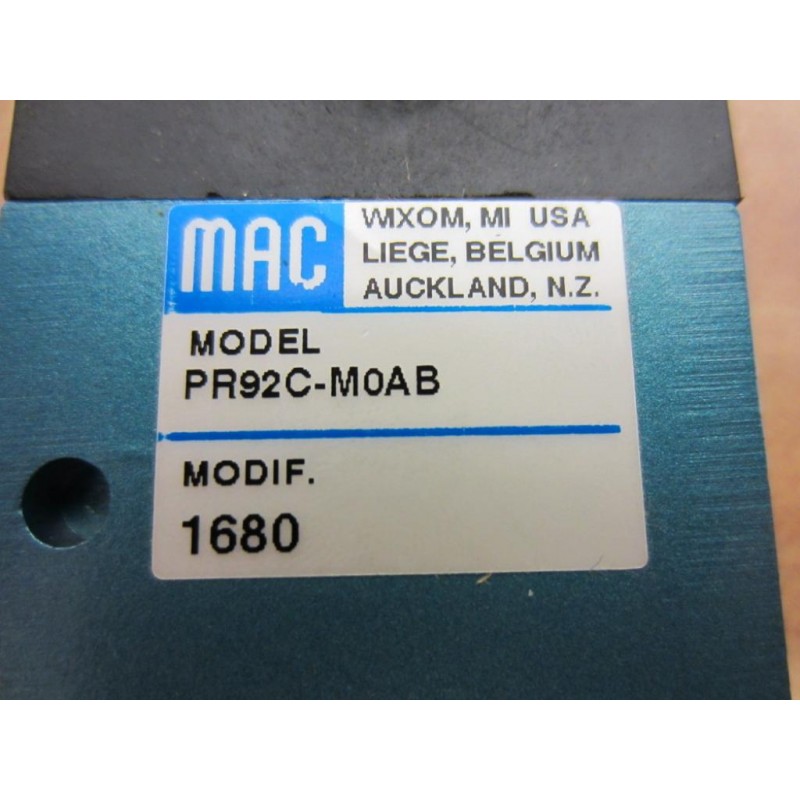 MAC
WIXOM, MI USA
LIEGE, BELGIUM
AUCKLAND, N.Z.
MODEL
PR92C-M0AB
MODIF.
1680